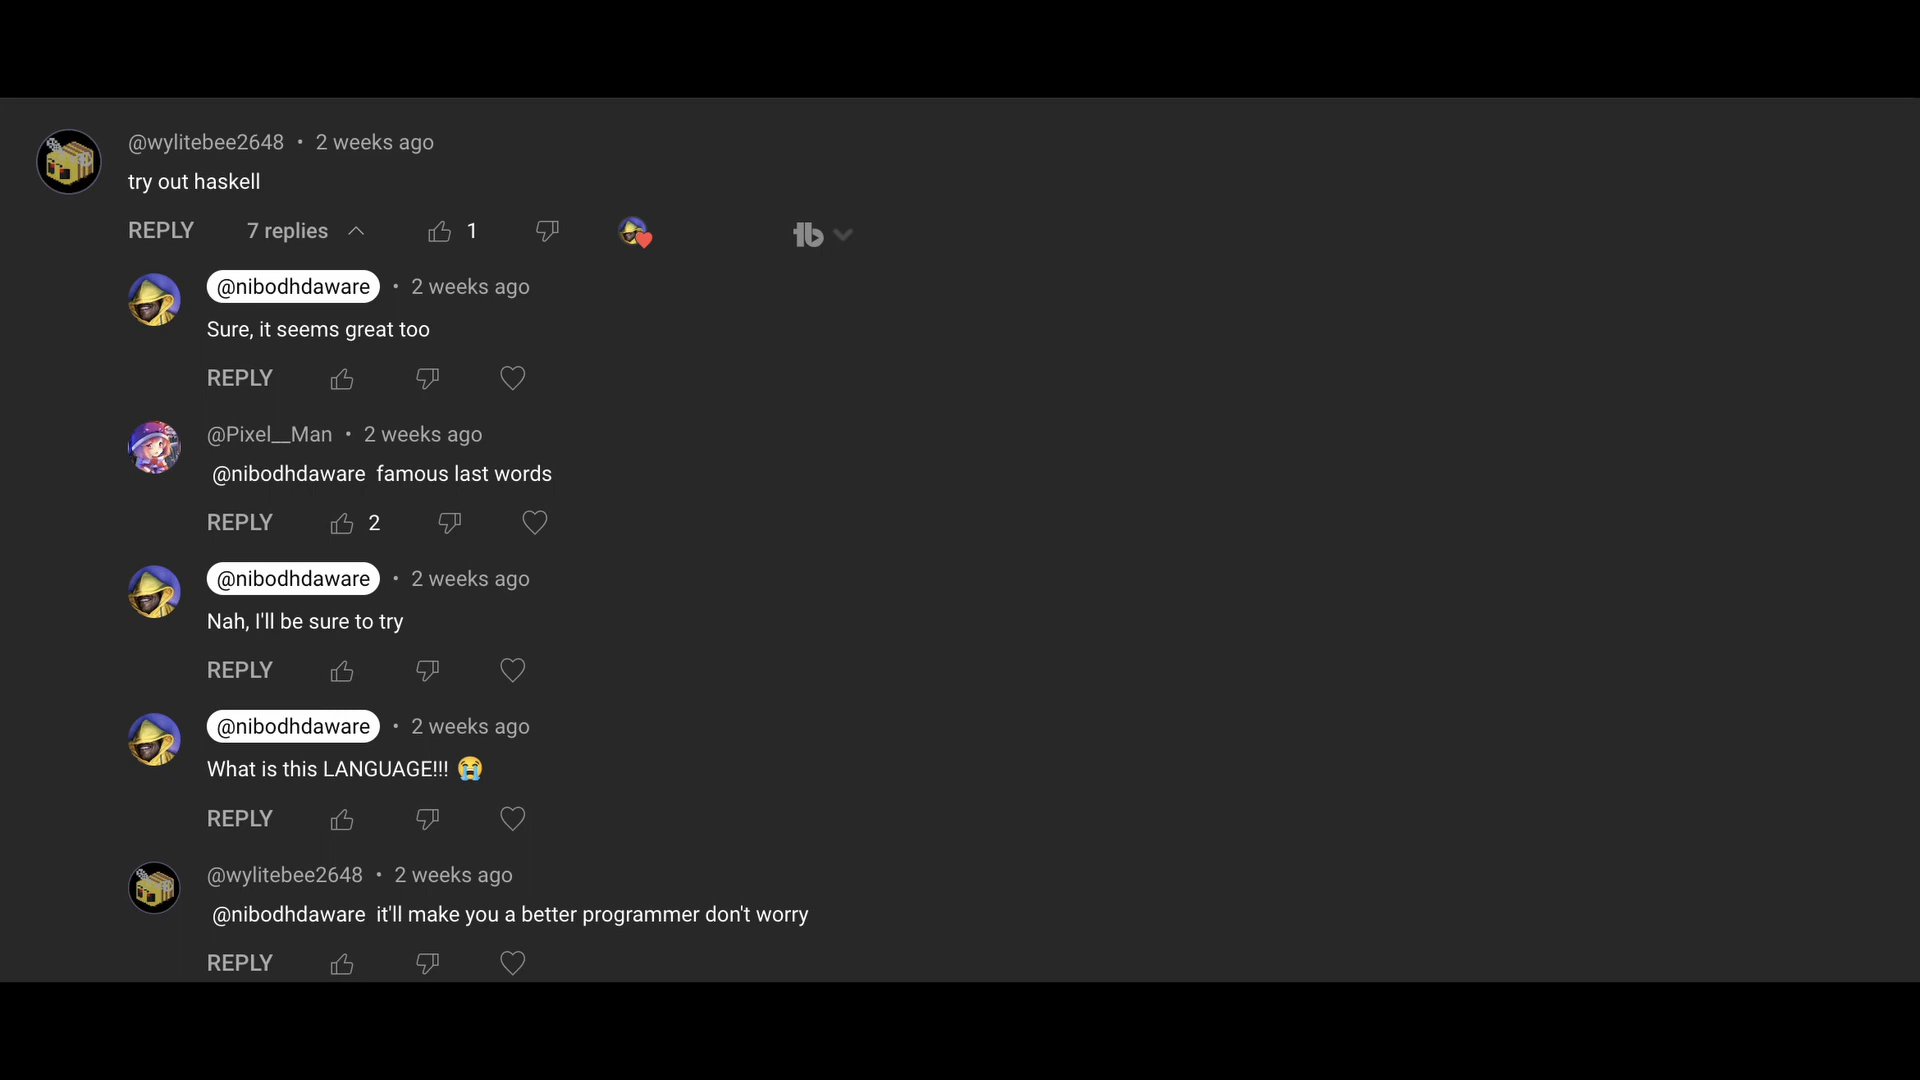 @wylitebee2648 • 2 weeks ago
try out haskell
REPLY 7 replies 1 tb
@nibodhdaware • 2 weeks ago
Sure, it seems great too
REPLY
@Pixel__Man • 2 weeks ago
@nibodhdaware famous last words
REPLY 2
@nibodhdaware • 2 weeks ago
Nah, I'll be sure to try
REPLY
@nibodhdaware • 2 weeks ago
What is this LANGUAGE!!! 😭
REPLY
@wylitebee2648 • 2 weeks ago
@nibodhdaware it'll make you a better programmer don't worry
REPLY